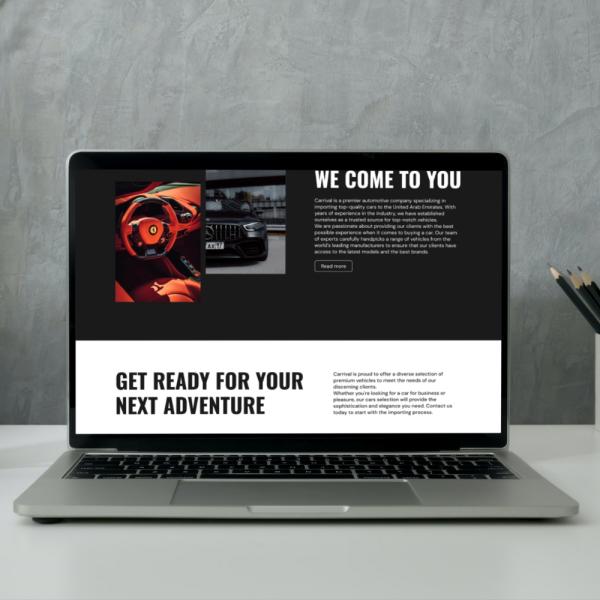 WE COME TO YOU
Carrival is a premier automotive company specializing in
importing top-quality cars to the United Arab Emirates. With
years of experience in the industry, we have established
ourselves as a trusted source for top-notch vehicles.
We are passionate about providing our clients with the best
possible experience when it comes to buying a car. Our team
of experts carefully handpicks a range of vehicles from the
world's leading manufacturers to ensure that our clients have
access to the latest models and the best brands.
Read more
GET READY FOR YOUR
NEXT ADVENTURE
Carrival is proud to offer a diverse selection of
premium vehicles to meet the needs of our
discerning clients.
Whether you're looking for a car for business or
pleasure, our cars selection will provide the
sophistication and elegance you need. Contact us
today to start with the importing process.